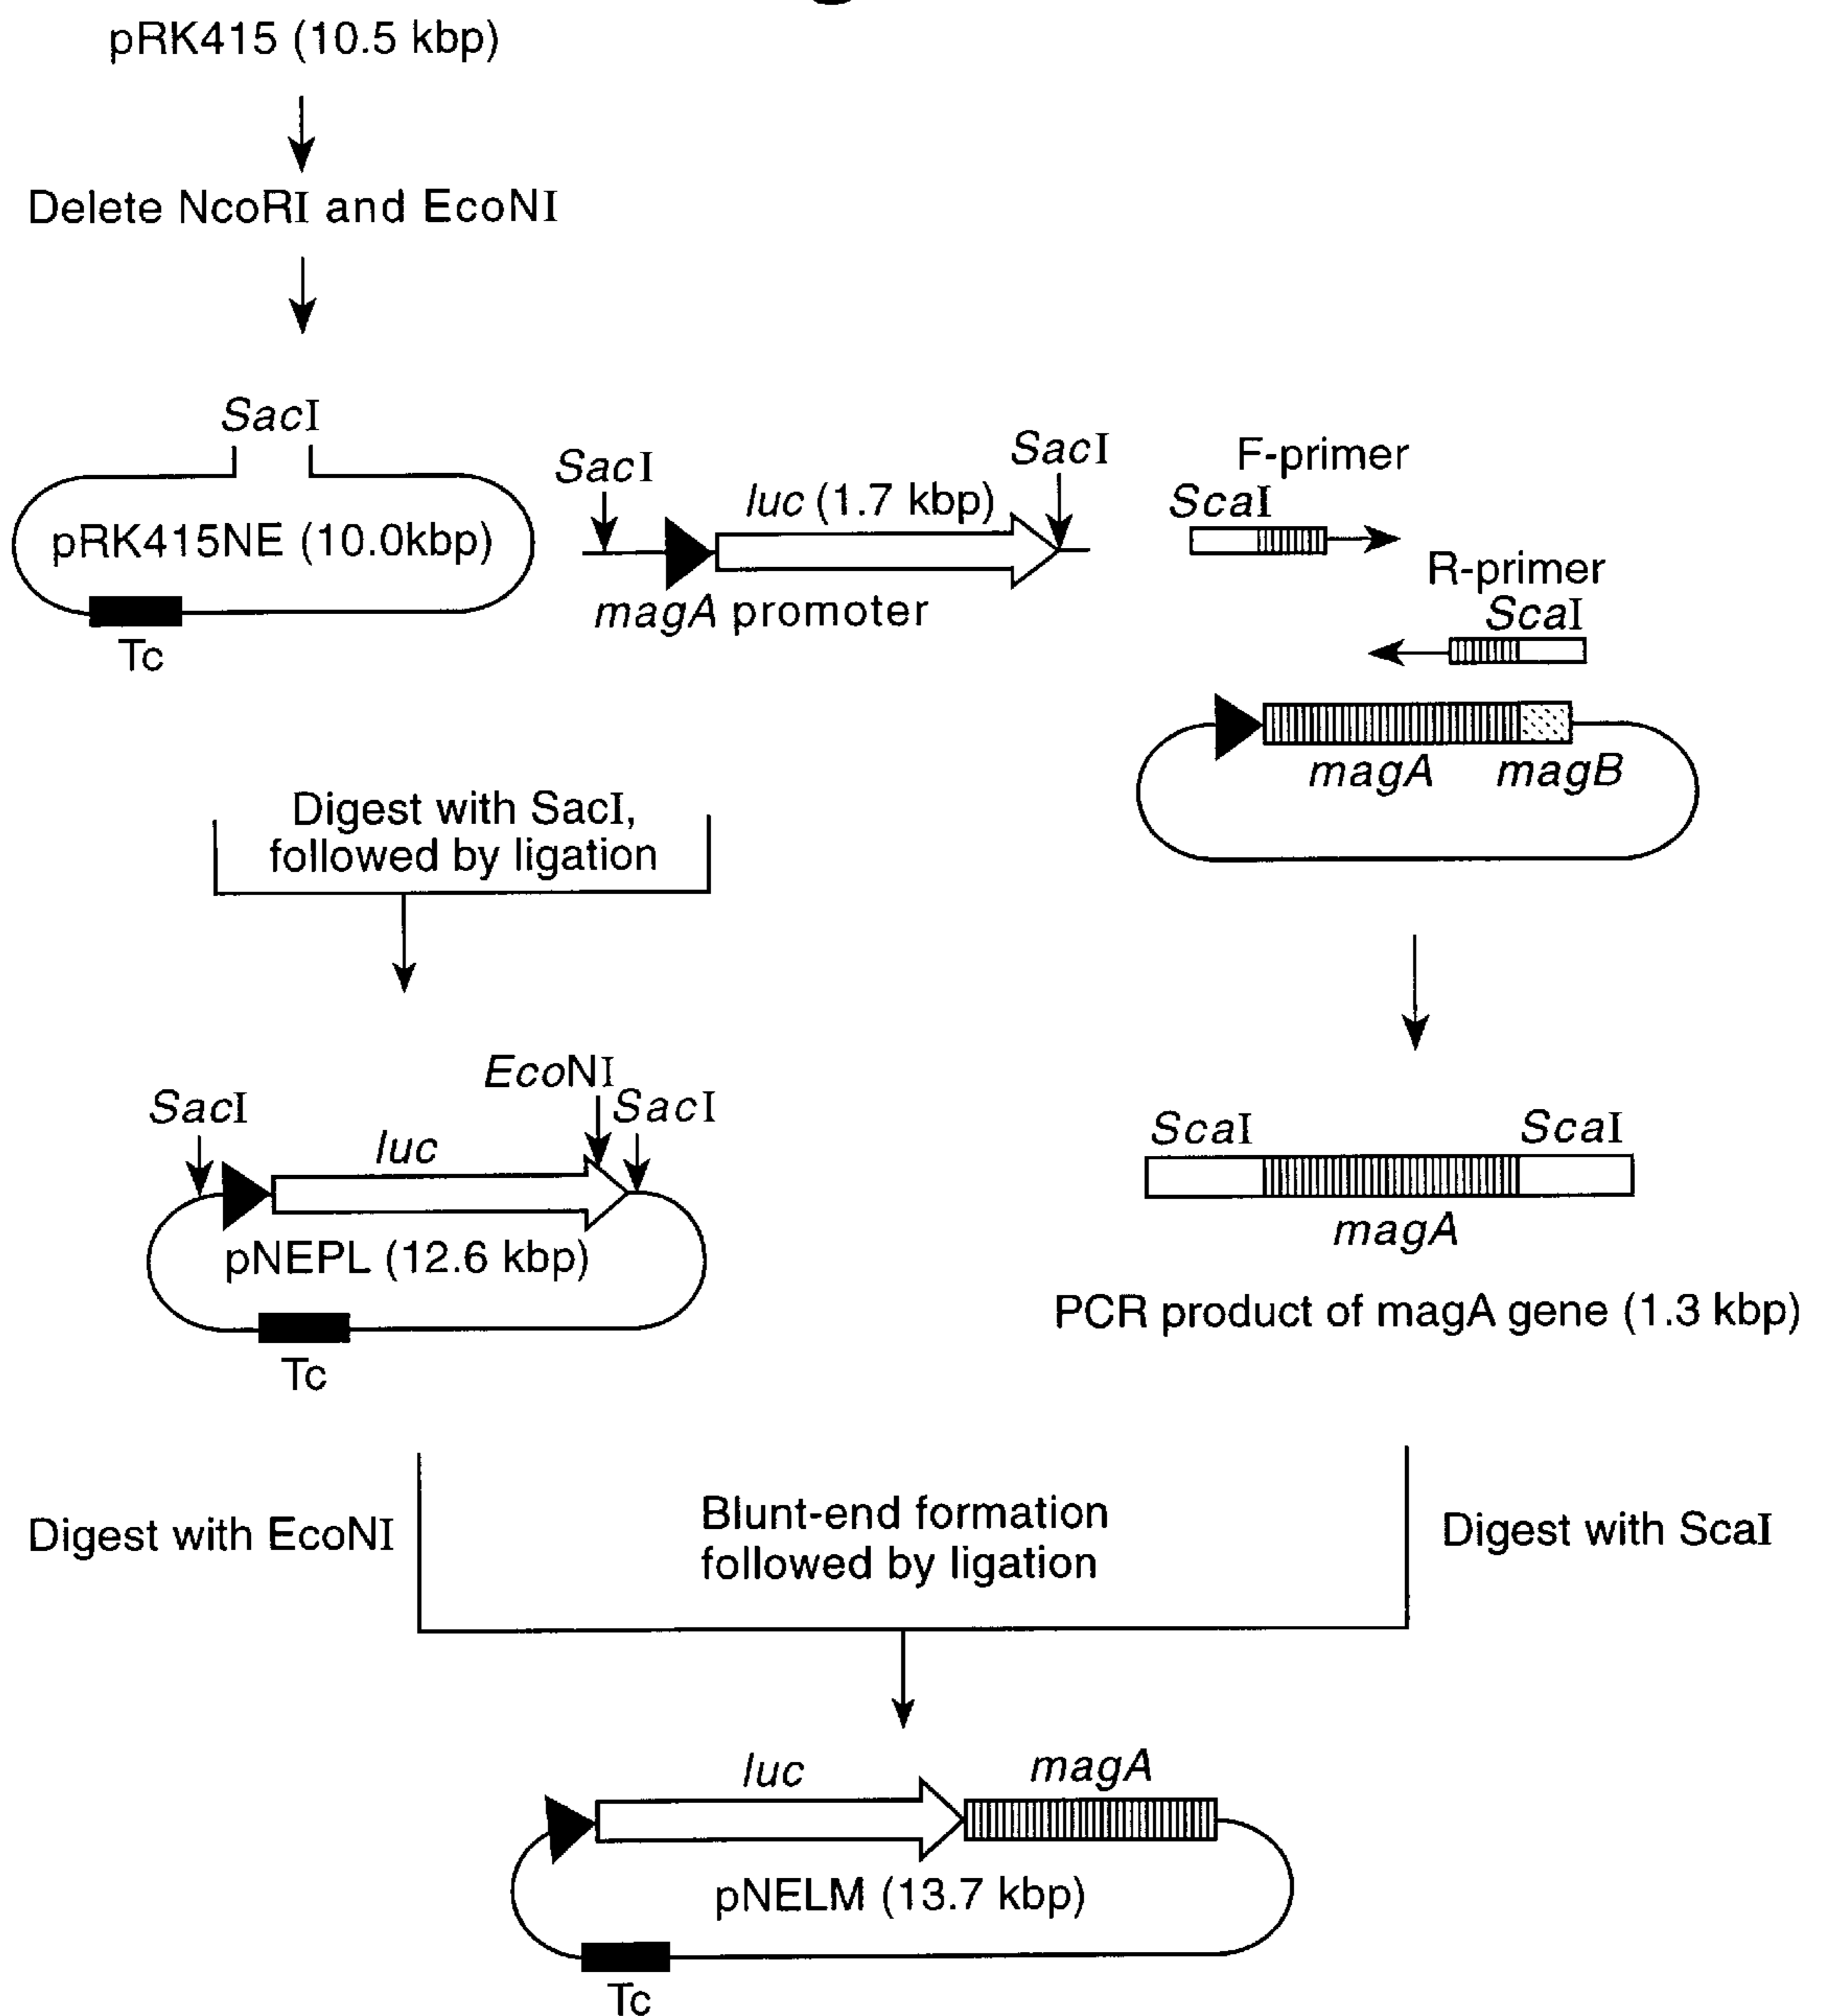 pRK415 (10.5 kbp)
Delete NcoRI and EcoNI
SacI
pRK415NE (10.0kbp)
Tc
SacI
luc (1.7 kbp)
SacI
magA promoter
F-primer
ScaI
R-primer
ScaI
magA
magB
Digest with SacI,
followed by ligation
SacI
luc
EcoNI
SacI
pNEPL (12.6 kbp)
Tc
ScaI
ScaI
magA
PCR product of magA gene (1.3 kbp)
Digest with EcoNI
Blunt-end formation
followed by ligation
Digest with ScaI
luc
magA
pNELM (13.7 kbp)
Tc